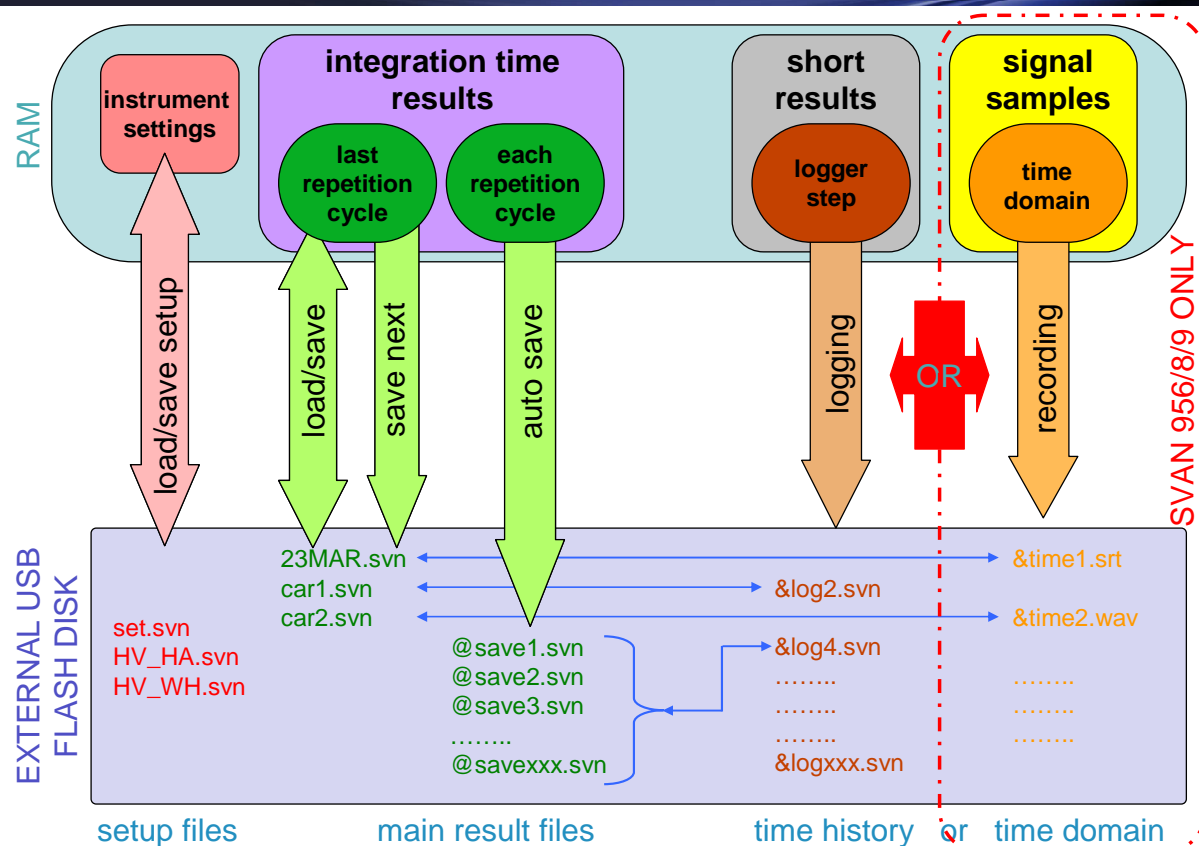 RAM
instrument
settings
integration time
results
last
repetition
cycle
each
repetition
cycle
short
results
logger
step
signal
samples
time
domain
load/save setup
load/save
save next
auto save
logging
OR
recording
SVAN 956/8/9 ONLY
EXTERNAL USB
FLASH DISK
set.svn
HV_HA.svn
HV_WH.svn
23MAR.svn
car1.svn
car2.svn
@save1.svn
@save2.svn
@save3.svn
........
@savexxx.svn
&log2.svn
&log4.svn
........
........
........
&logxxx.svn
&time1.srt
&time2.wav
........
........
........
setup files
main result files
time history or time domain